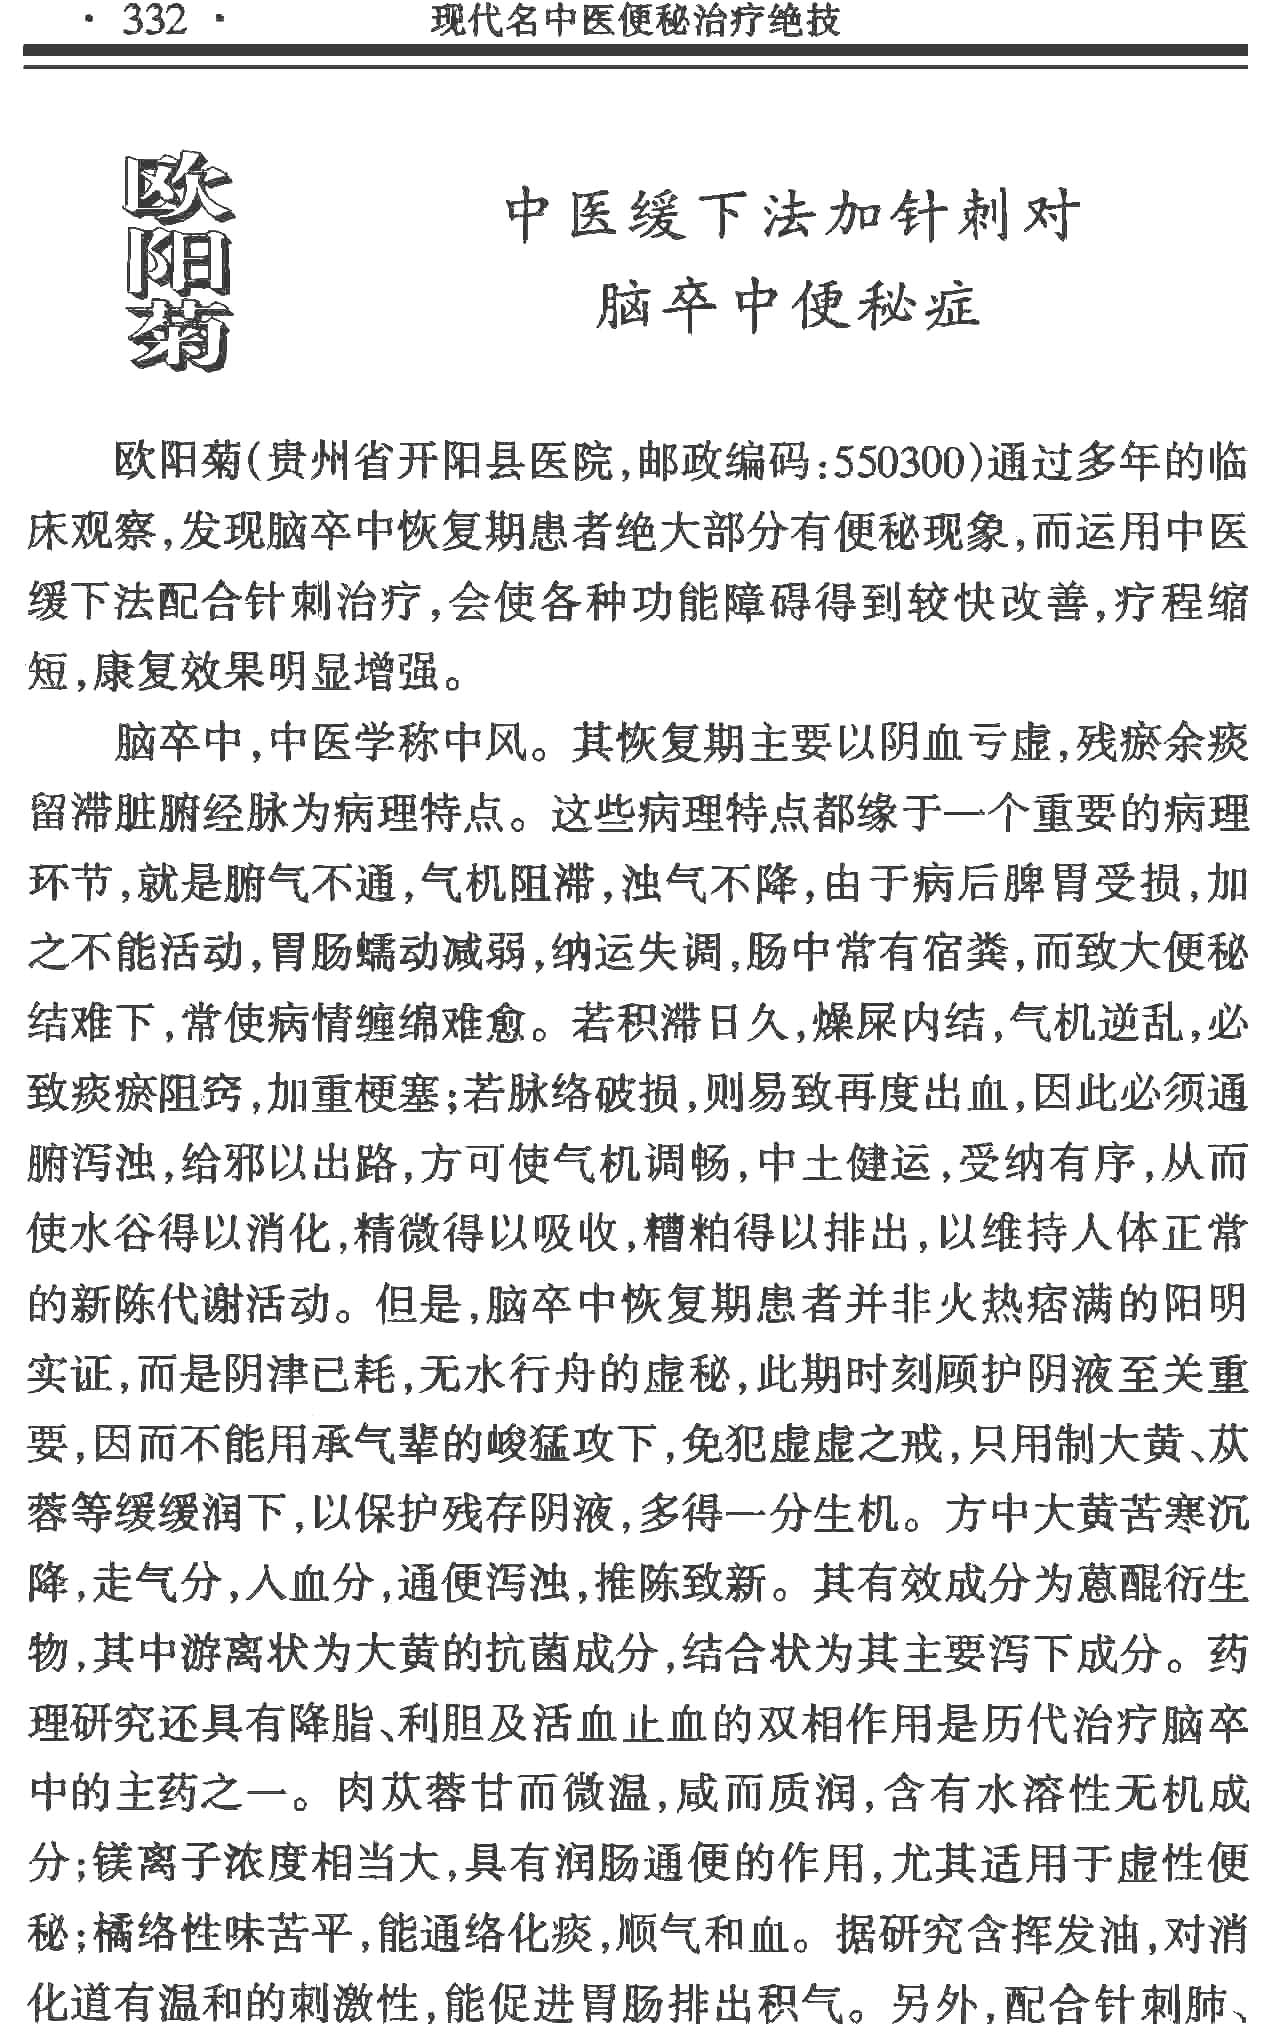 · 332 · 现代名中医便秘治疗绝技
欧阳菊
中医缓下法加针刺对
脑卒中便秘症
欧阳菊(贵州省开阳县医院,邮政编码:550300)通过多年的临
床观察,发现脑卒中恢复期患者绝大部分有便秘现象,而运用中医
缓下法配合针刺治疗,会使各种功能障碍得到较快改善,疗程缩
短,康复效果明显增强。
脑卒中,中医学称中风。其恢复期主要以阴血亏虚,残瘀余痰
留滞脏腑经脉为病理特点。这些病理特点都缘于一个重要的病理
环节,就是腑气不通,气机阻滞,浊气不降,由于病后脾胃受损,加
之不能活动,胃肠蠕动减弱,纳运失调,肠中常有宿粪,而致大便秘
结难下,常使病情缠绵难愈。若积滞日久,燥屎内结,气机逆乱,必
致痰瘀阻窍,加重梗塞;若脉络破损,则易致再度出血,因此必须通
腑泻浊,给邪以出路,方可使气机调畅,中土健运,受纳有序,从而
使水谷得以消化,精微得以吸收,糟粕得以排出,以维持人体正常
的新陈代谢活动。但是,脑卒中恢复期患者并非火热痞满的阳明
实证,而是阴津已耗,无水行舟的虚秘,此期时刻顾护阴液至关重
要,因而不能用承气辈的峻猛攻下,免犯虚虚之戒,只用制大黄、苁
蓉等缓缓润下,以保护残存阴液,多得一分生机。方中大黄苦寒沉
降,走气分,入血分,通便泻浊,推陈致新。其有效成分为蒽醌衍生
物,其中游离状为大黄的抗菌成分,结合状为其主要泻下成分。药
理研究还具有降脂、利胆及活血止血的双相作用是历代治疗脑卒
中的主药之一。肉苁蓉甘而微温,咸而质润,含有水溶性无机成
分;镁离子浓度相当大,具有润肠通便的作用,尤其适用于虚性便
秘;橘络性味苦平,能通络化痰,顺气和血。据研究含挥发油,对消
化道有温和的刺激性,能促进胃肠排出积气。另外,配合针刺肺、